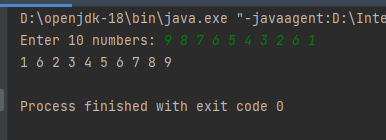 D:\openjdk-18\bin\java.exe "-javaagent:D:\Inte
Enter 10 numbers: 9 8 7 6 5 4 3 2 6 1
1 6 2 3 4 5 6 7 8 9
Process finished with exit code 0